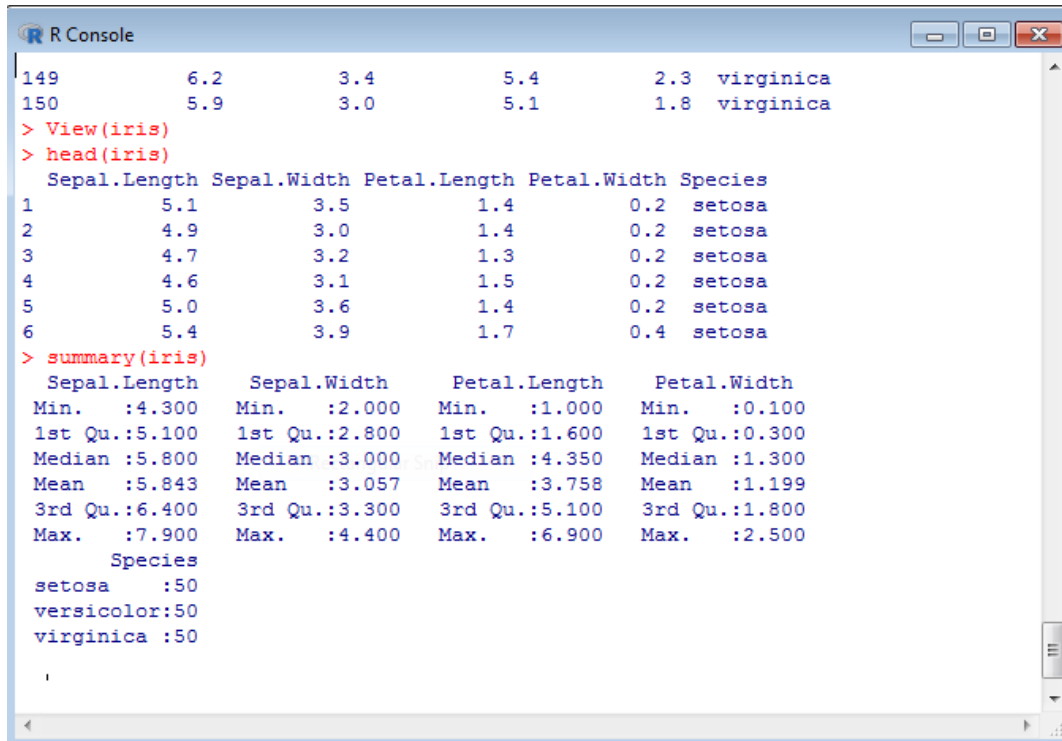 R Console
149          6.2         3.4          5.4         2.3  virginica
150          5.9         3.0          5.1         1.8  virginica
> View(iris)
> head(iris)
  Sepal.Length Sepal.Width Petal.Length Petal.Width Species
1          5.1         3.5          1.4         0.2  setosa
2          4.9         3.0          1.4         0.2  setosa
3          4.7         3.2          1.3         0.2  setosa
4          4.6         3.1          1.5         0.2  setosa
5          5.0         3.6          1.4         0.2  setosa
6          5.4         3.9          1.7         0.4  setosa
> summary(iris)
  Sepal.Length    Sepal.Width     Petal.Length    Petal.Width
 Min.   :4.300   Min.   :2.000   Min.   :1.000   Min.   :0.100
 1st Qu.:5.100   1st Qu.:2.800   1st Qu.:1.600   1st Qu.:0.300
 Median :5.800   Median :3.000   Median :4.350   Median :1.300
 Mean   :5.843   Mean   :3.057   Mean   :3.758   Mean   :1.199
 3rd Qu.:6.400   3rd Qu.:3.300   3rd Qu.:5.100   3rd Qu.:1.800
 Max.   :7.900   Max.   :4.400   Max.   :6.900   Max.   :2.500
       Species
 setosa    :50
 versicolor:50
 virginica :50